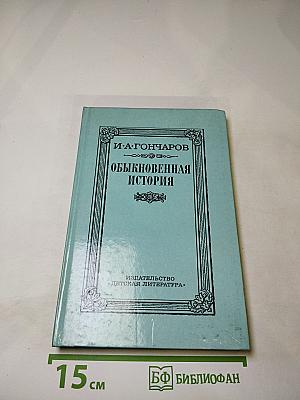 И·А·ГОНЧАРОВ
ОБЫКНОВЕННАЯ
ИСТОРИЯ
ИЗДАТЕЛЬСТВО
"ДЕТСКАЯ ЛИТЕРАТУРА"
15 см
БФ БИБЛИОФАН